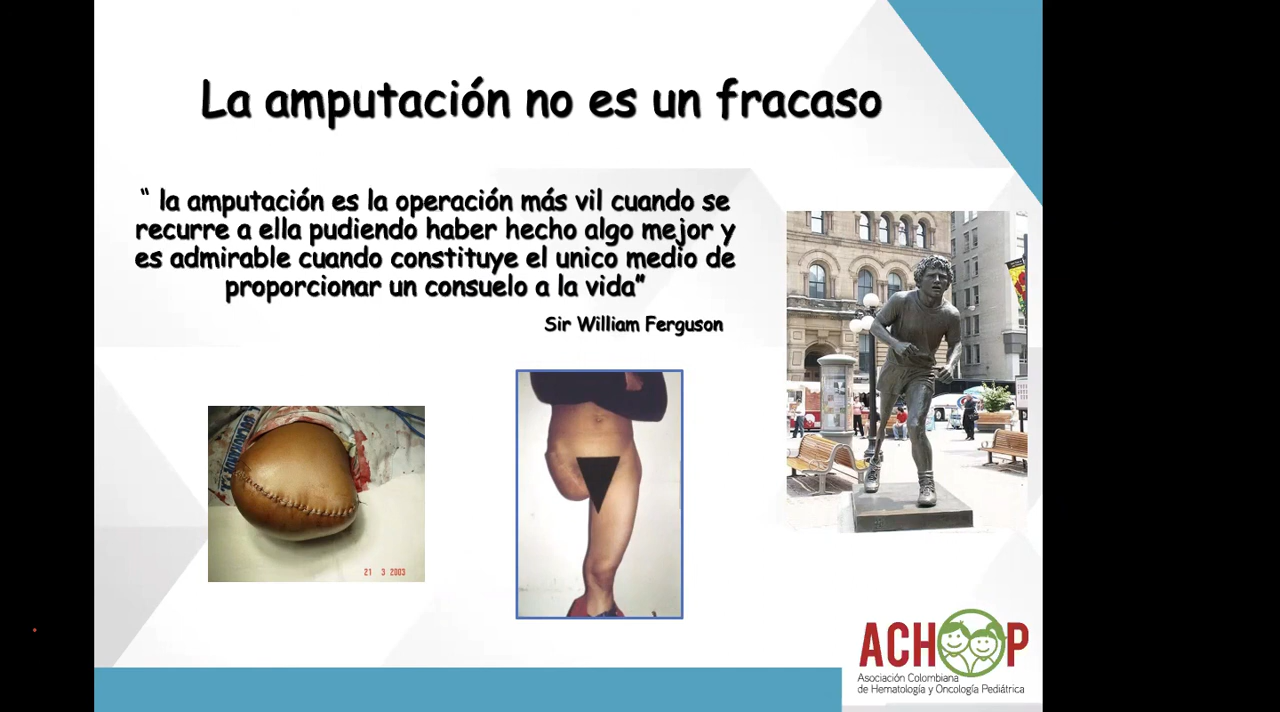 La amputación no es un fracaso
“ la amputación es la operación más vil cuando se
recurre a ella pudiendo haber hecho algo mejor y
es admirable cuando constituye el unico medio de
proporcionar un consuelo a la vida”
Sir William Ferguson
21 3 2003
ACHOP
Asociación Colombiana
de Hematología y Oncología Pediátrica